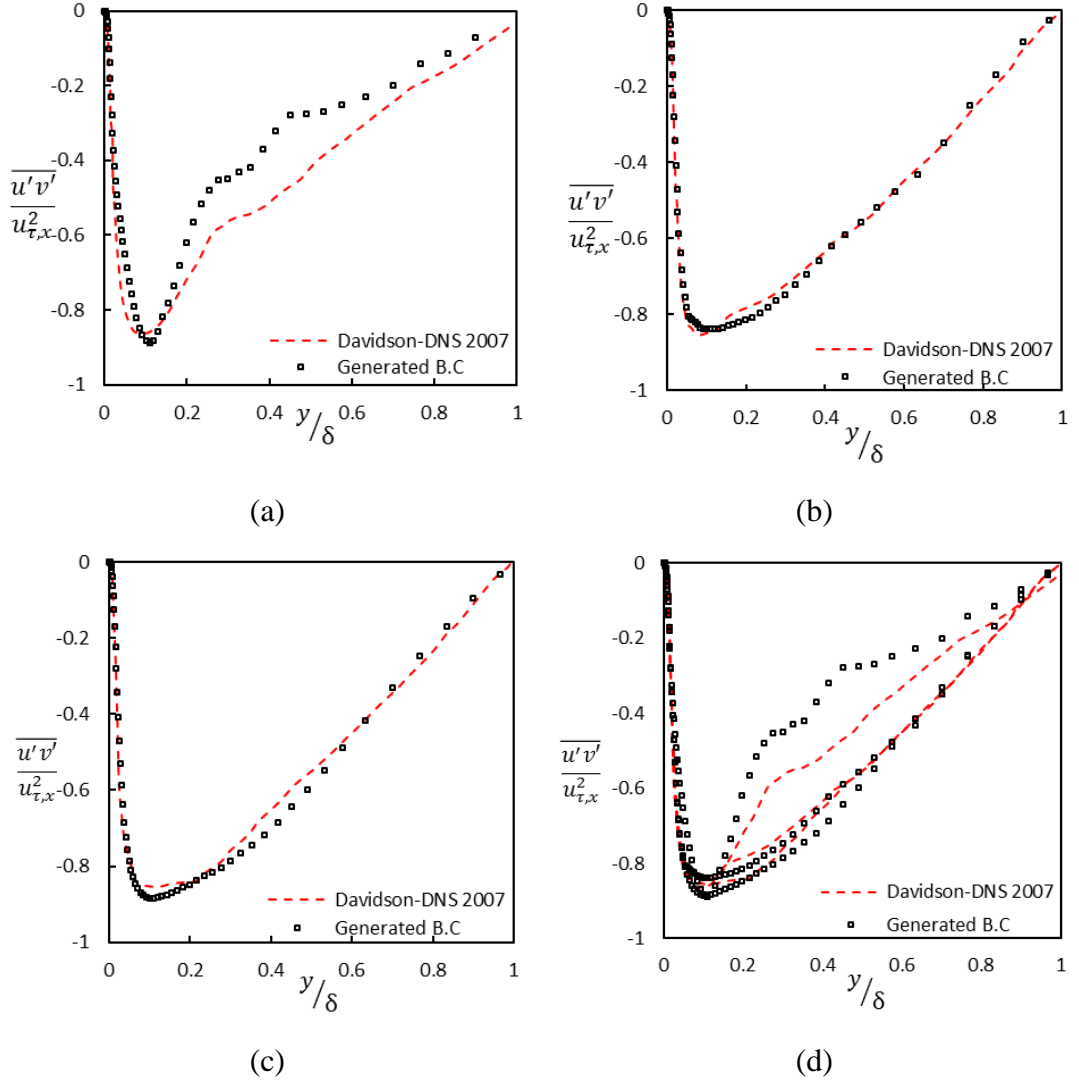 0
-0.2
-0.4
-0.6
-0.8
-1
u'v'
u²τ,x
0 0.2 0.4 0.6 0.8 1
y/δ
Davidson-DNS 2007
Generated B.C
(a)
0
-0.2
-0.4
-0.6
-0.8
-1
u'v'
u²τ,x
0 0.2 0.4 0.6 0.8 1
y/δ
Davidson-DNS 2007
Generated B.C
(b)
0
-0.2
-0.4
-0.6
-0.8
-1
u'v'
u²τ,x
0 0.2 0.4 0.6 0.8 1
y/δ
Davidson-DNS 2007
Generated B.C
(c)
0
-0.2
-0.4
-0.6
-0.8
-1
u'v'
u²τ,x
0 0.2 0.4 0.6 0.8 1
y/δ
Davidson-DNS 2007
Generated B.C
(d)